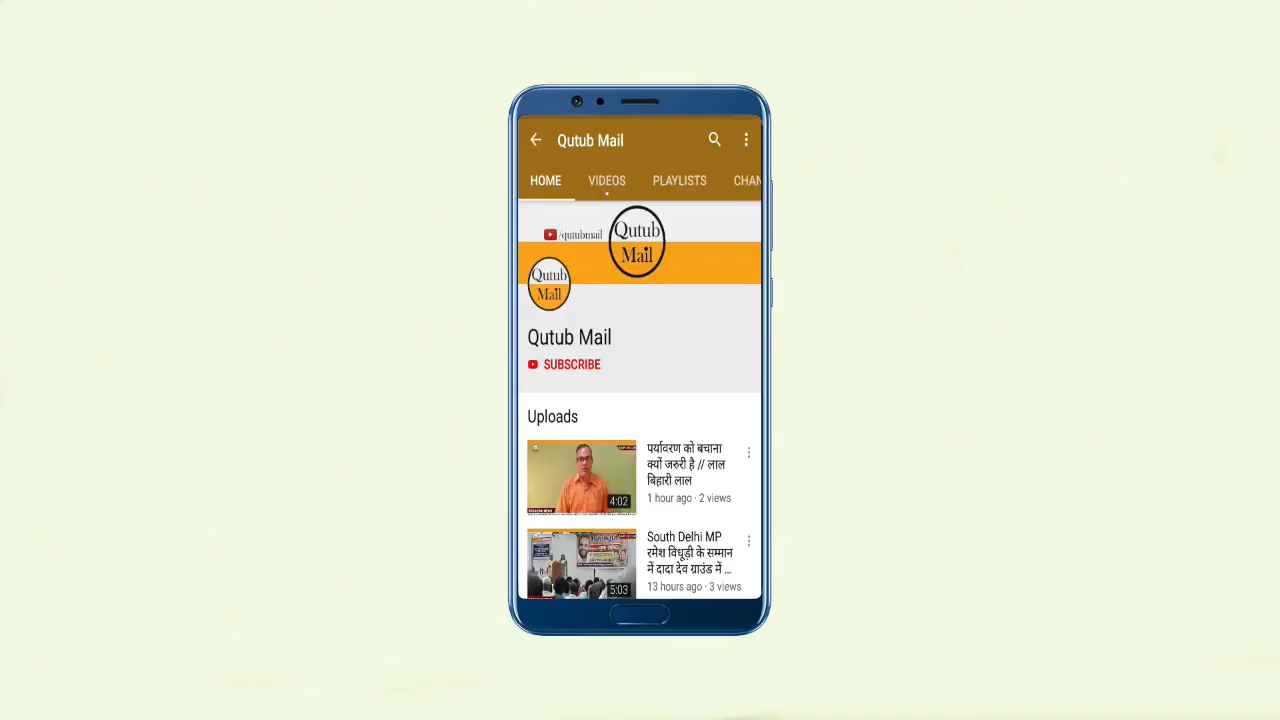 Qutub Mail
HOME VIDEOS PLAYLISTS CHAN
/qutubmail
Qutub
Mail
Qutub
Mail
Qutub Mail
SUBSCRIBE
Uploads
4:02
पर्यावरण को बचाना
क्यों जरुरी है // लाल
बिहारी लाल
1 hour ago · 2 views
5:03
South Delhi MP
रमेश विधूड़ी के सम्मान
में दादा देव ग्राउंड में ...
13 hours ago · 3 views